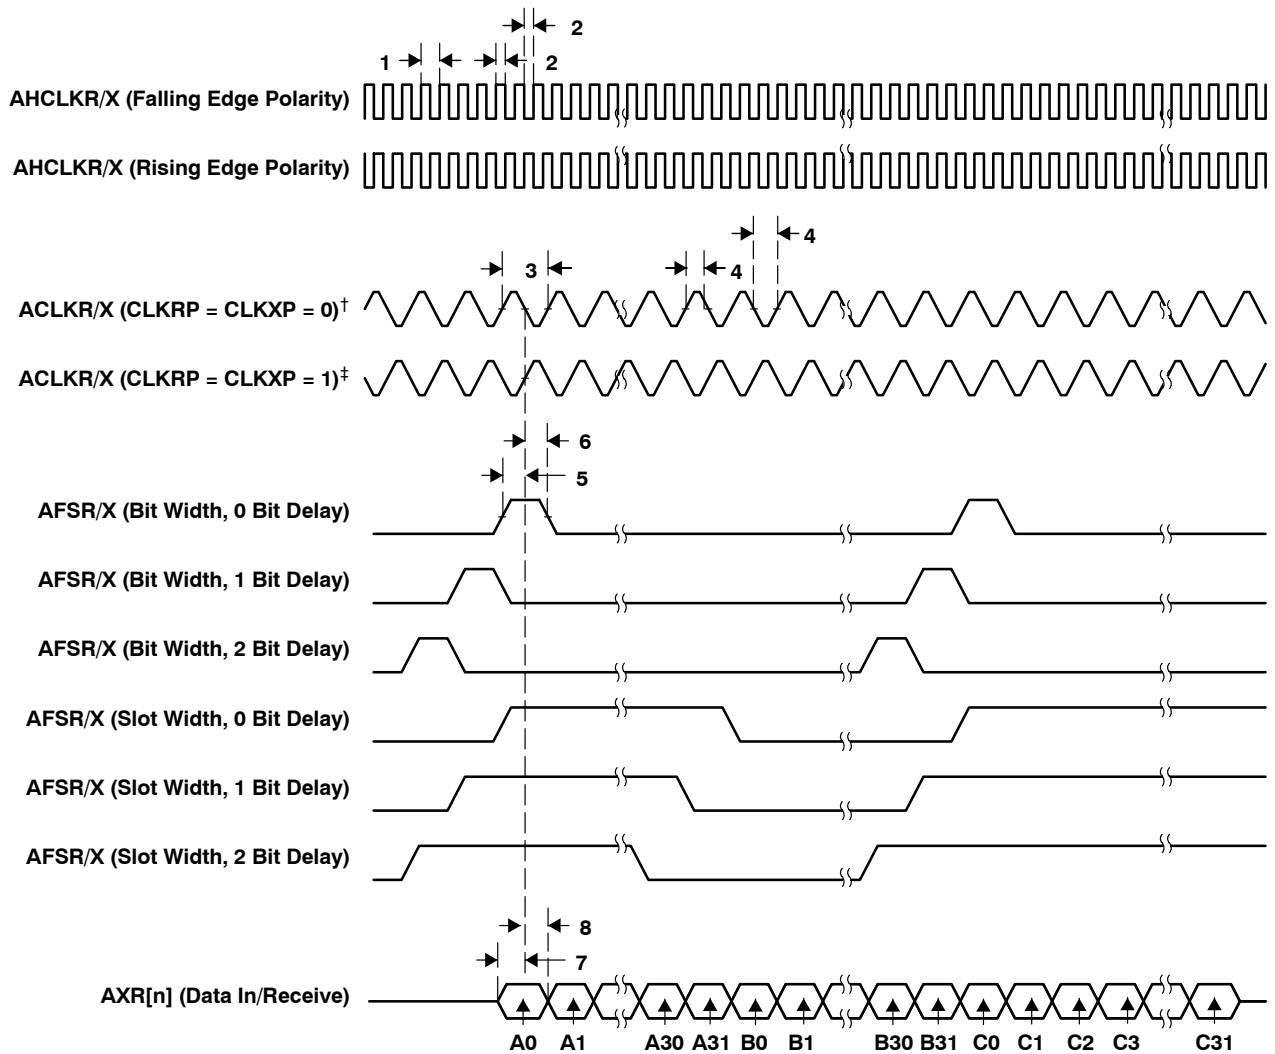 2
1
2
AHCLKR/X (Falling Edge Polarity)
AHCLKR/X (Rising Edge Polarity)
4
3
4
ACLKR/X (CLKRP = CLKXP = 0)†
ACLKR/X (CLKRP = CLKXP = 1)‡
6
5
AFSR/X (Bit Width, 0 Bit Delay)
AFSR/X (Bit Width, 1 Bit Delay)
AFSR/X (Bit Width, 2 Bit Delay)
AFSR/X (Slot Width, 0 Bit Delay)
AFSR/X (Slot Width, 1 Bit Delay)
AFSR/X (Slot Width, 2 Bit Delay)
8
7
AXR[n] (Data In/Receive)
A0 A1 A30 A31 B0 B1 B30 B31 C0 C1 C2 C3 C31